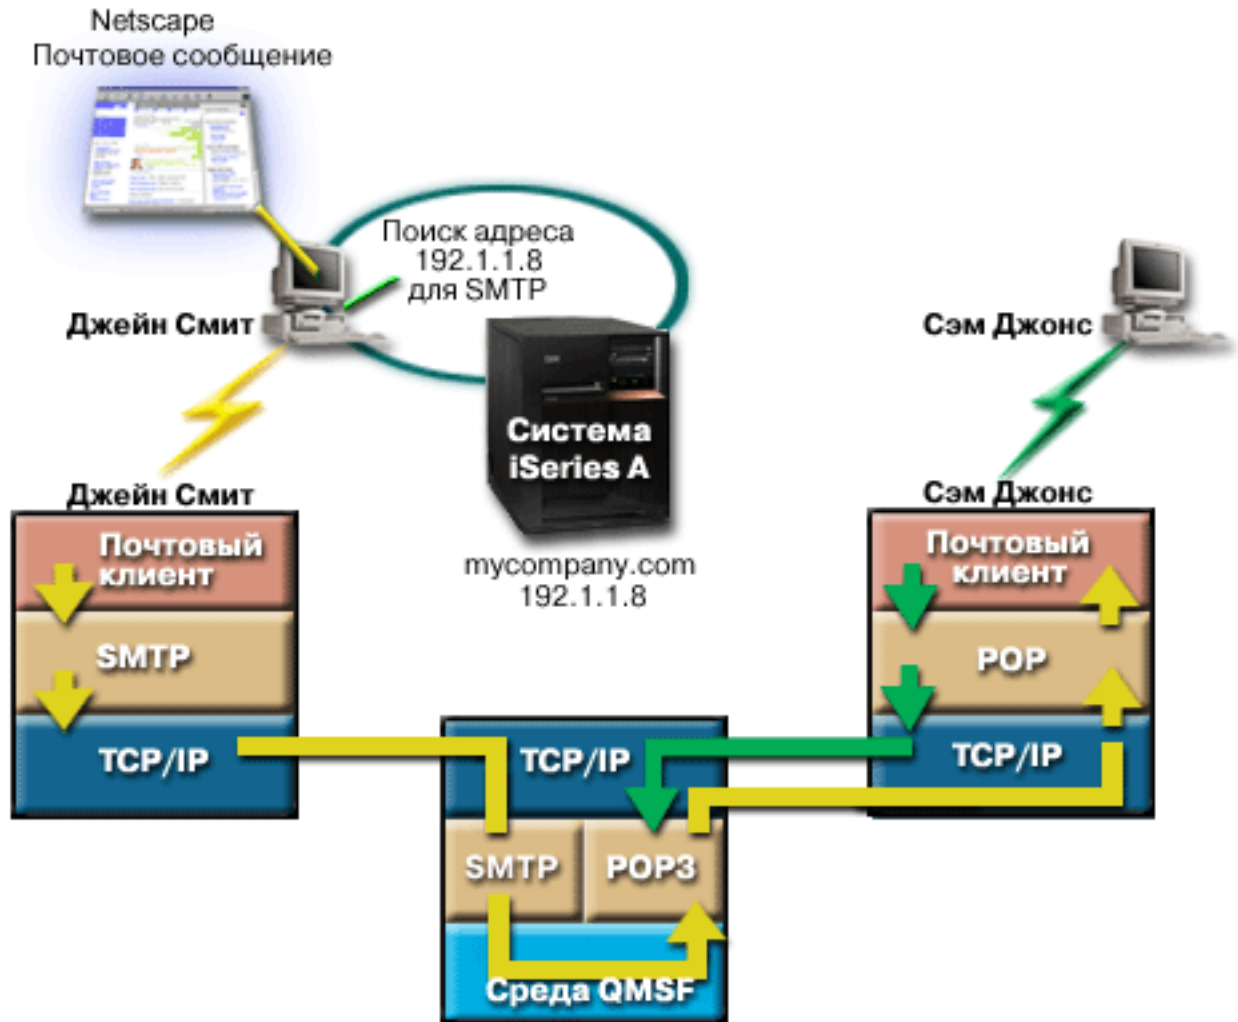 Netscape
Почтовое сообщение
Поиск адреса
192.1.1.8
для SMTP
Джейн Смит
Сэм Джонс
Система
iSeries A
mycompany.com
192.1.1.8
Джейн Смит
Почтовый
клиент
SMTP
TCP/IP
Сэм Джонс
Почтовый
клиент
POP
TCP/IP
TCP/IP
SMTP
POP3
Среда QMSF